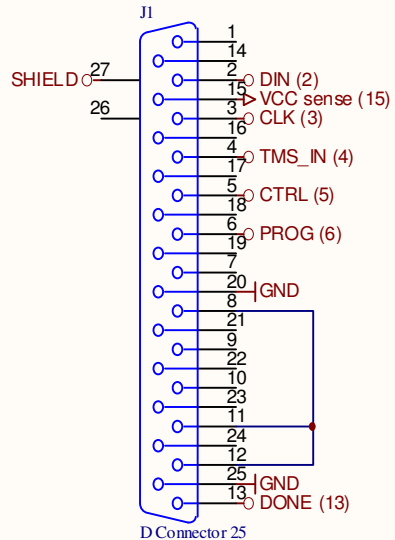 J1
1
14
SHIELD 27
2 DIN (2)
15 VCC sense (15)
26
3 CLK (3)
16
4 TMS_IN (4)
17
5 CTRL (5)
18
6 PROG (6)
19
7
20 GND
8
21
9
22
10
23
11
24
12
25 GND
13 DONE (13)
D Connector 25